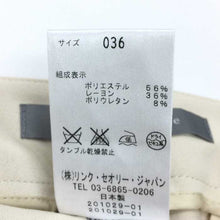 サイズ 036
組成表示
ポリエステル 56%
レーヨン 36%
ポリウレタン 8%
タンブル乾燥禁止
(株)リンク・セオリー・ジャパン
TEL 03-6865-0206
日本製
201029-01
201029-01